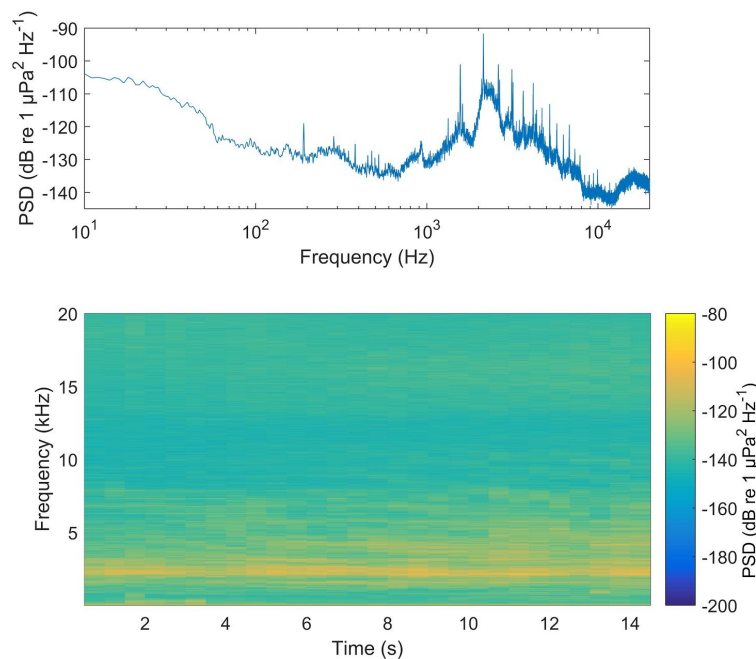 -90
-100
-110
-120
-130
-140
PSD (dB re 1 µPa² Hz⁻¹)
10¹ 10² 10³ 10⁴
Frequency (Hz)
20
15
10
5
Frequency (kHz)
2 4 6 8 10 12 14
Time (s)
-80
-100
-120
-140
-160
-180
-200
PSD (dB re 1 µPa² Hz⁻¹)